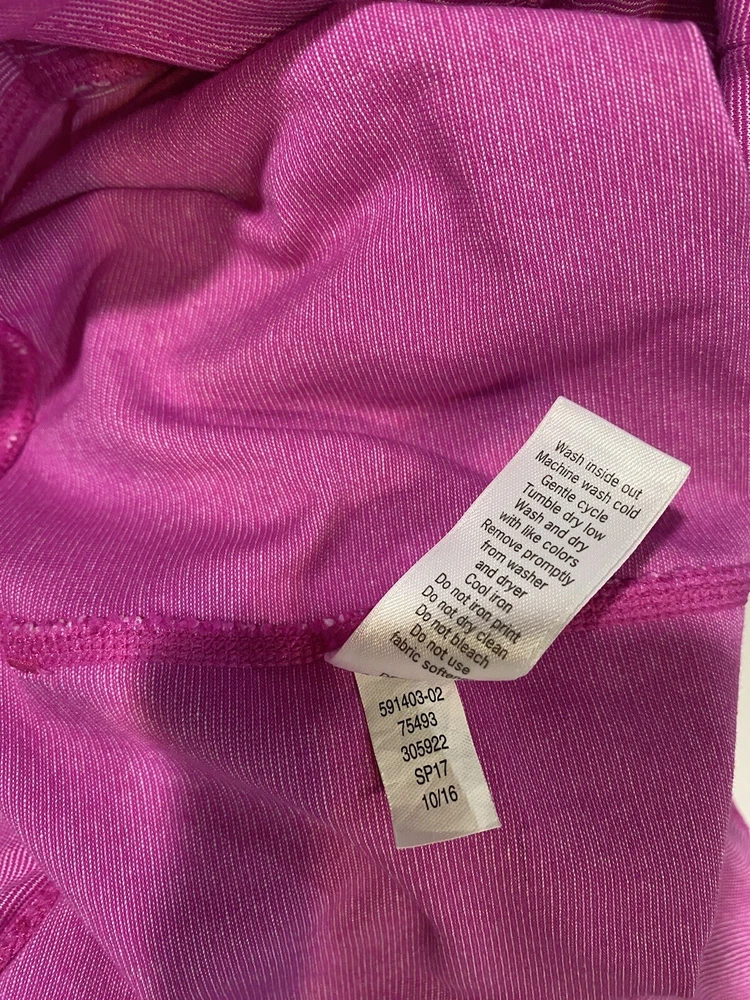 Wash inside out
Machine wash cold
Gentle cycle
Tumble dry low
Wash and dry
with like colors
Remove promptly
from washer
and dryer
Cool iron
Do not iron print
Do not dry clean
Do not bleach
Do not use
fabric
591403-02
75493
305922
SP17
10/16